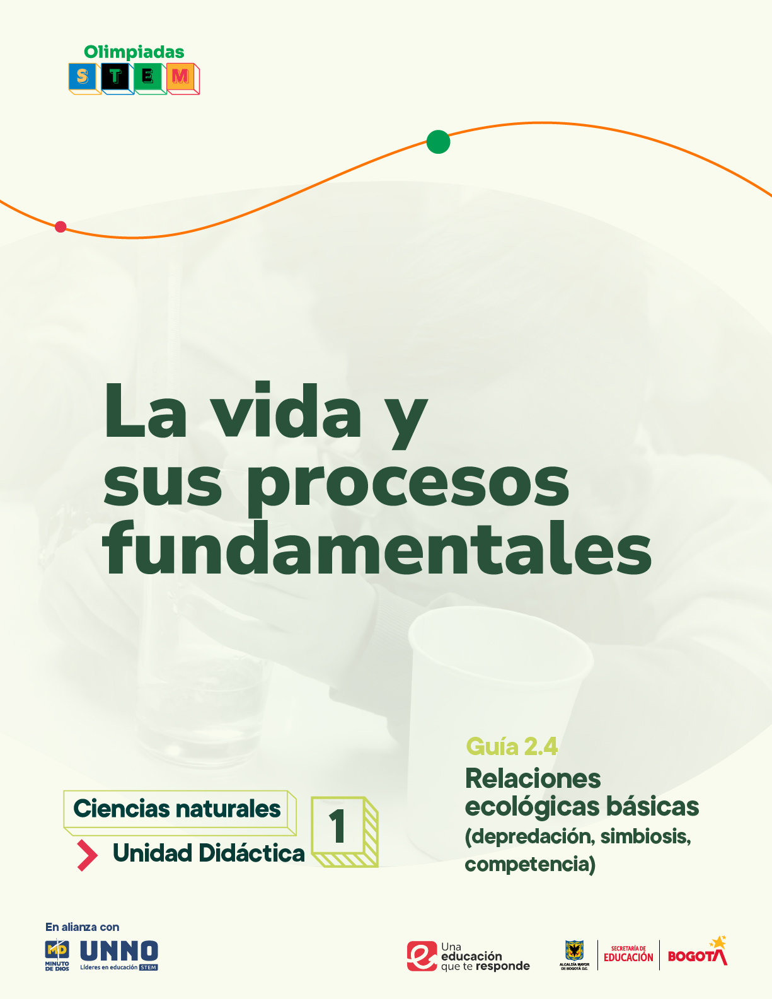 Olimpiadas
STEM
La vida y
sus procesos
fundamentales
Guía 2.4
Relaciones
ecológicas básicas
(depredación, simbiosis,
competencia)
Ciencias naturales
1
Unidad Didáctica
En alianza con
MD
MINUTO
DE DIOS
UNNO
Líderes en educación STEM
Una
educación
que te responde
ALCALDÍA MAYOR
DE BOGOTÁ D.C.
SECRETARÍA DE
EDUCACIÓN
BOGOTÁ